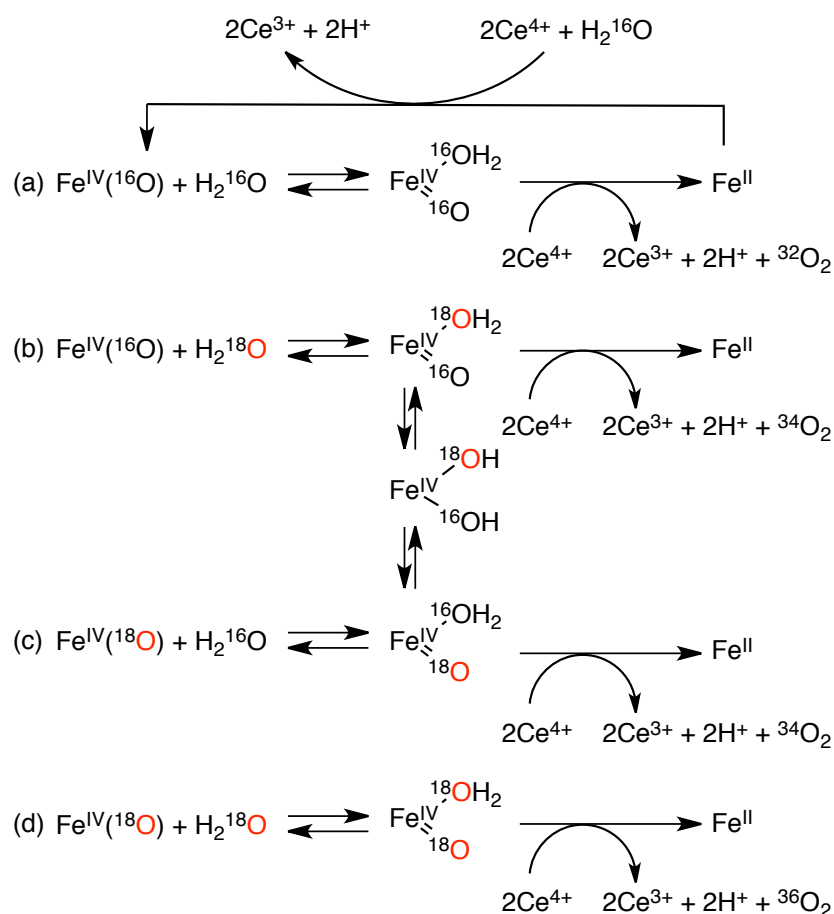 2Ce³⁺ + 2H⁺ 2Ce⁴⁺ + H₂¹⁶O
(a) Feᴵⱽ(¹⁶O) + H₂¹⁶O Feᴵⱽ ¹⁶OH₂ ¹⁶O Feᴵᴵ
2Ce⁴⁺ 2Ce³⁺ + 2H⁺ + ³²O₂
(b) Feᴵⱽ(¹⁶O) + H₂¹⁸O Feᴵⱽ ¹⁸OH₂ ¹⁶O Feᴵᴵ
2Ce⁴⁺ 2Ce³⁺ + 2H⁺ + ³⁴O₂
Feᴵⱽ ¹⁸OH ¹⁶OH
(c) Feᴵⱽ(¹⁸O) + H₂¹⁶O Feᴵⱽ ¹⁶OH₂ ¹⁸O Feᴵᴵ
2Ce⁴⁺ 2Ce³⁺ + 2H⁺ + ³⁴O₂
(d) Feᴵⱽ(¹⁸O) + H₂¹⁸O Feᴵⱽ ¹⁸OH₂ ¹⁸O Feᴵᴵ
2Ce⁴⁺ 2Ce³⁺ + 2H⁺ + ³⁶O₂